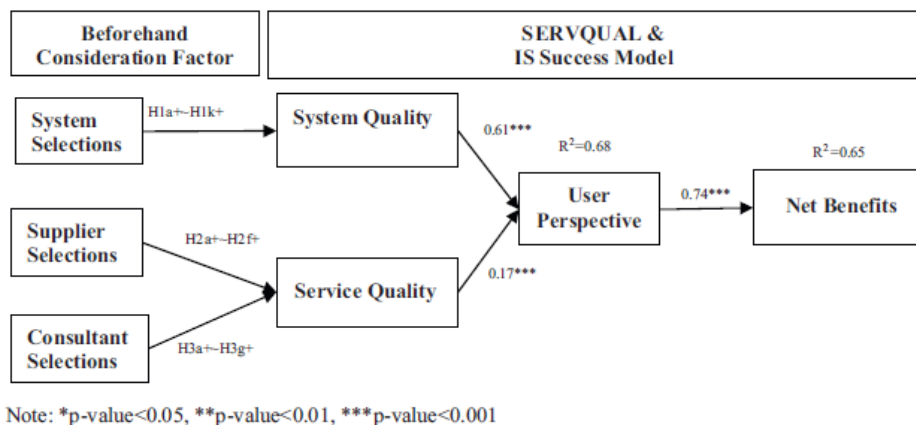 Beforehand
Consideration Factor
SERVQUAL &
IS Success Model
System
Selections
H1a+~H1k+
System Quality
0.61***
R²=0.68
R²=0.65
User
Perspective
0.74***
Net Benefits
Supplier
Selections
H2a+~H2f+
0.17***
Service Quality
Consultant
Selections
H3a+~H3g+
Note: *p-value<0.05, **p-value<0.01, ***p-value<0.001